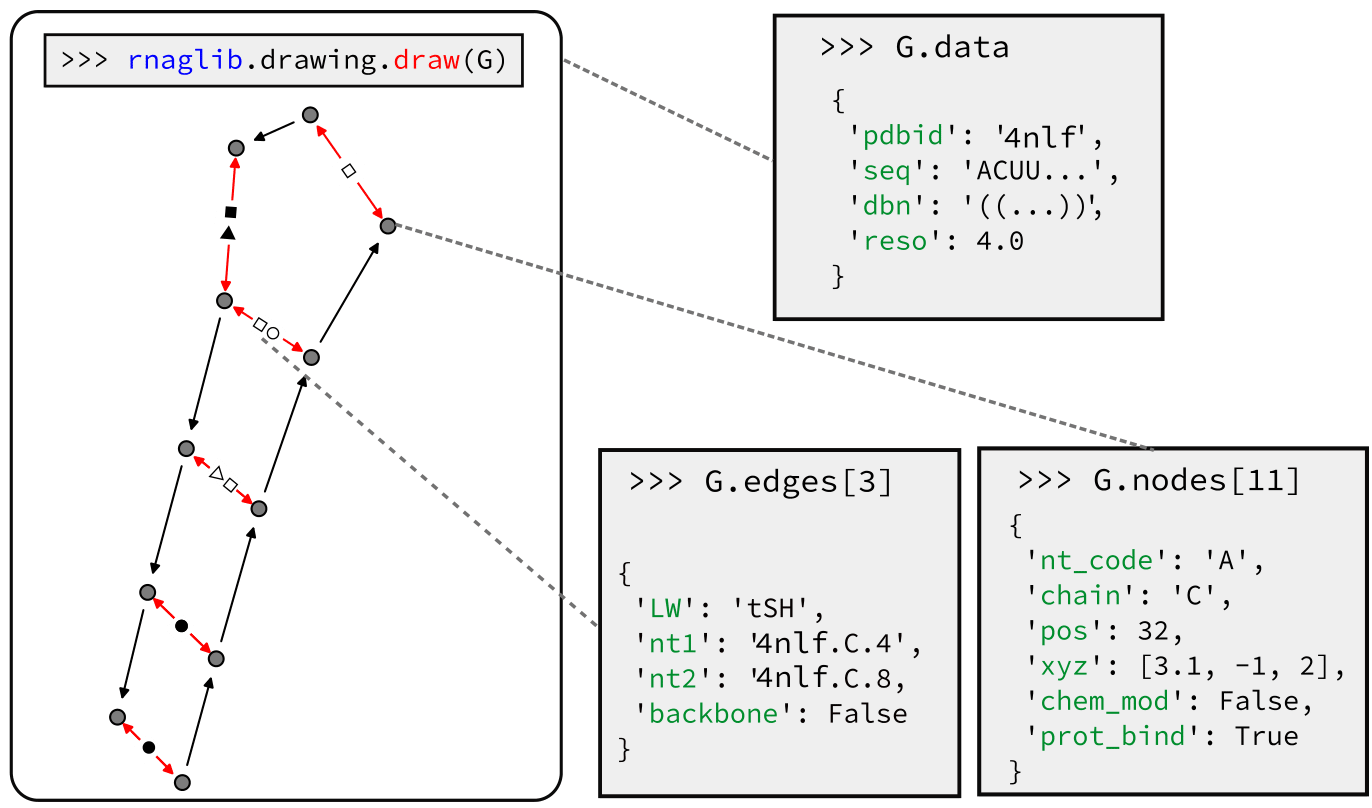 >>> rnaglib.drawing.draw(G)
>>> G.data
{
'pdbid': '4nlf',
'seq': 'ACUU...',
'dbn': '((...))',
'reso': 4.0
}
>>> G.edges[3]
{
'LW': 'tSH',
'nt1': '4nlf.C.4',
'nt2': '4nlf.C.8,
'backbone': False
}
>>> G.nodes[11]
{
'nt_code': 'A',
'chain': 'C',
'pos': 32,
'xyz': [3.1, -1, 2],
'chem_mod': False,
'prot_bind': True
}